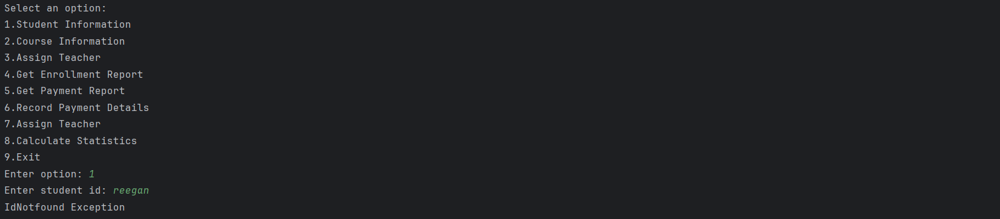 Select an option:
1.Student Information
2.Course Information
3.Assign Teacher
4.Get Enrollment Report
5.Get Payment Report
6.Record Payment Details
7.Assign Teacher
8.Calculate Statistics
9.Exit
Enter option: 1
Enter student id: reegan
IdNotfound Exception